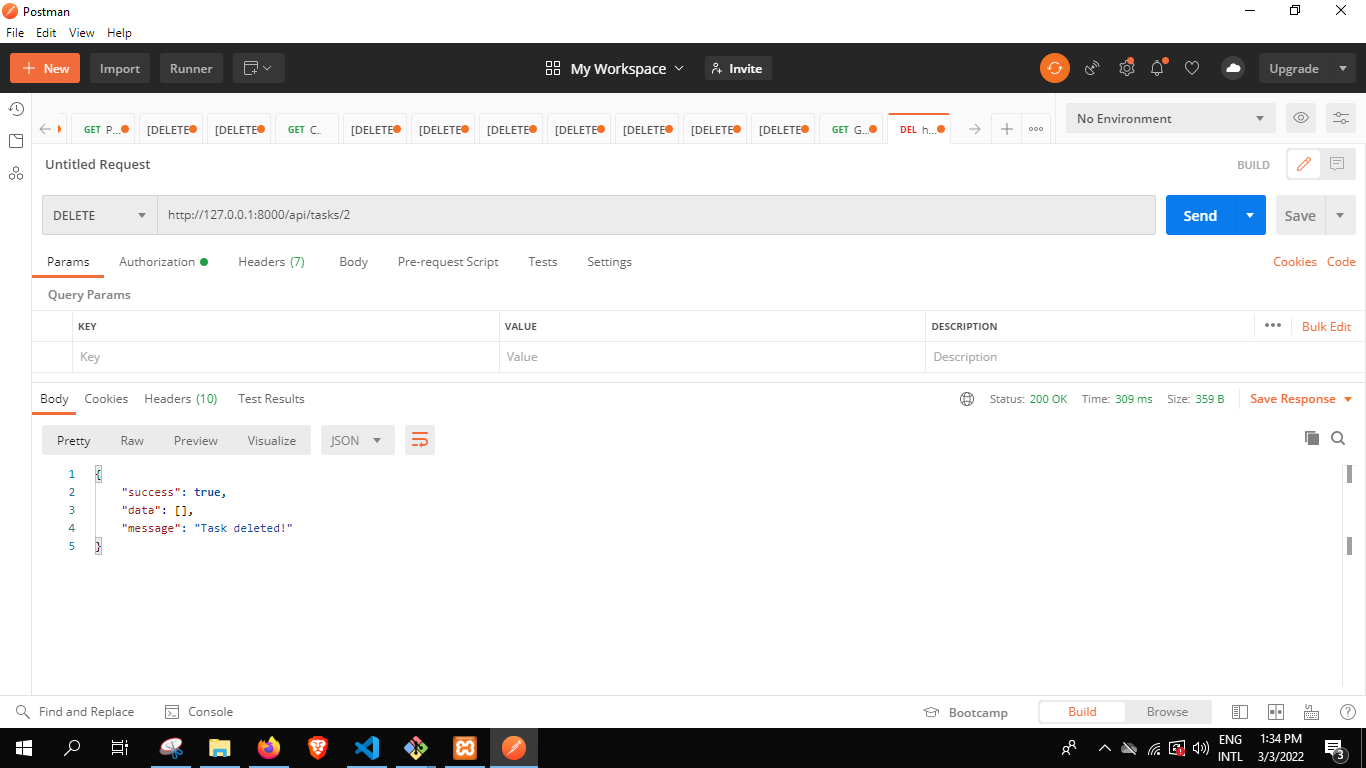 Postman
File Edit View Help
New Import Runner My Workspace Invite Upgrade
GET P... [DELETE [DELETE GET C.. [DELETE [DELETE [DELETE [DELETE [DELETE [DELETE [DELETE GET G... DEL h... No Environment
Untitled Request BUILD
DELETE http://127.0.0.1:8000/api/tasks/2 Send Save
Params Authorization Headers (7) Body Pre-request Script Tests Settings Cookies Code
Query Params
KEY VALUE DESCRIPTION ••• Bulk Edit
Key Value Description
Body Cookies Headers (10) Test Results Status: 200 OK Time: 309 ms Size: 359 B Save Response
Pretty Raw Preview Visualize JSON
1 {
2 "success": true,
3 "data": [],
4 "message": "Task deleted!"
5 }
Find and Replace Console Bootcamp Build Browse
ENG 1:34 PM
INTL 3/3/2022 3